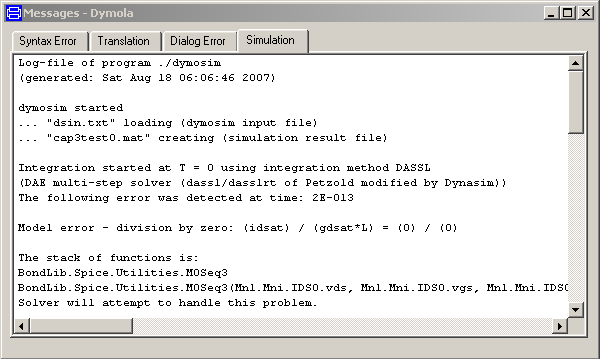 Messages - Dymola
Syntax Error Translation Dialog Error Simulation
Log-file of program ./dymosim
(generated: Sat Aug 18 06:06:46 2007)
dymosim started
... "dsin.txt" loading (dymosim input file)
... "cap3test0.mat" creating (simulation result file)
Integration started at T = 0 using integration method DASSL
(DAE multi-step solver (dassl/dasslrt of Petzold modified by Dynasim))
The following error was detected at time: 2E-013
Model error - division by zero: (idsat) / (gdsat*L) = (0) / (0)
The stack of functions is:
BondLib.Spice.Utilities.MOSeq3
BondLib.Spice.Utilities.MOSeq3(Mnl.Mni.IDS0.vds, Mnl.Mni.IDS0.vgs, Mnl.Mni.IDS0
Solver will attempt to handle this problem.